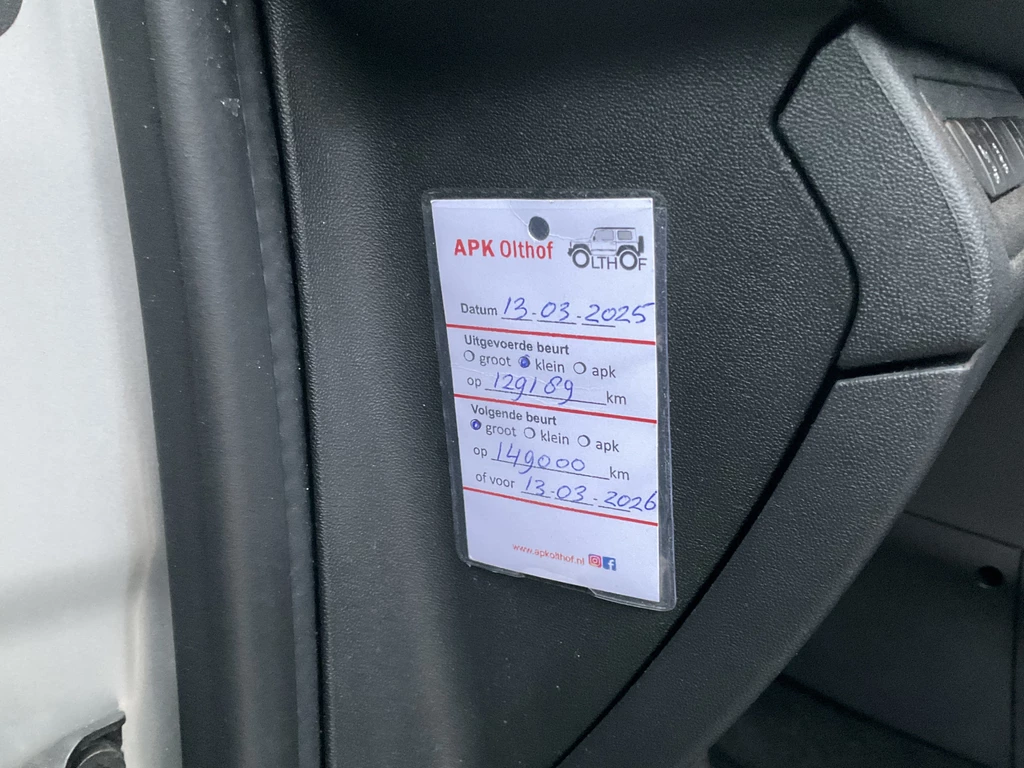 APK Olthof
OLTHOF
Datum 13-03-2025
Uitgevoerde beurt
groot klein apk
op 129189 km
Volgende beurt
groot klein apk
op 149000 km
of voor 13-03-2026
www.apkolthof.nl